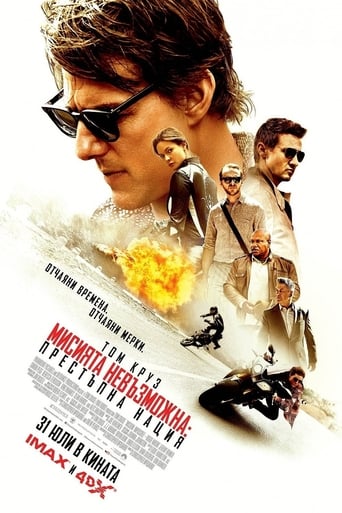 ОТЧАЯНИ ВРЕМЕНА.
ОТЧАЯНИ МЕРКИ.
ТОМ КРУЗ
МИСИЯТА НЕВЪЗМОЖНА:
ПРЕСТЪПНА НАЦИЯ
31 ЮЛИ В КИНАТА
IMAX И 4DX